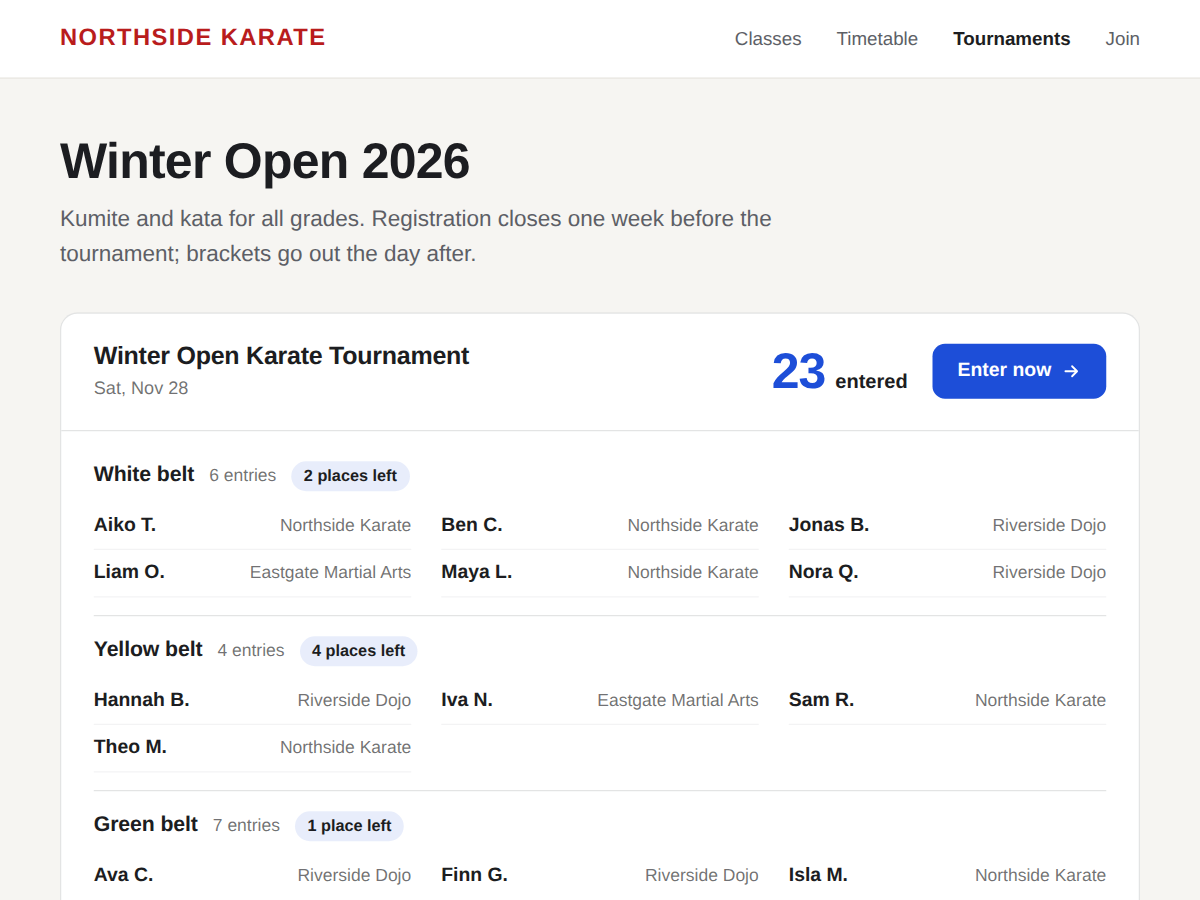 NORTHSIDE KARATE
Classes Timetable Tournaments Join
Winter Open 2026
Kumite and kata for all grades. Registration closes one week before the
tournament; brackets go out the day after.
Winter Open Karate Tournament
Sat, Nov 28
23 entered
Enter now →
White belt 6 entries 2 places left
Aiko T. Northside Karate Ben C. Northside Karate Jonas B. Riverside Dojo
Liam O. Eastgate Martial Arts Maya L. Northside Karate Nora Q. Riverside Dojo
Yellow belt 4 entries 4 places left
Hannah B. Riverside Dojo Iva N. Eastgate Martial Arts Sam R. Northside Karate
Theo M. Northside Karate
Green belt 7 entries 1 place left
Ava C. Riverside Dojo Finn G. Riverside Dojo Isla M. Northside Karate